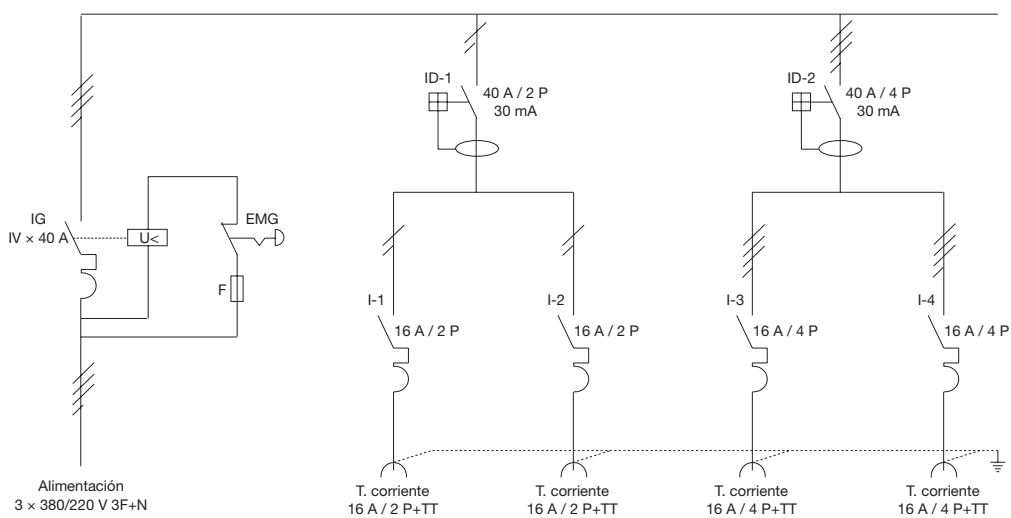 ID-1
40 A / 2 P
30 mA
ID-2
40 A / 4 P
30 mA
IG
IV × 40 A
U<
EMG
F
I-1
16 A / 2 P
I-2
16 A / 2 P
I-3
16 A / 4 P
I-4
16 A / 4 P
Alimentación
3 × 380/220 V 3F+N
T. corriente
16 A / 2 P+TT
T. corriente
16 A / 2 P+TT
T. corriente
16 A / 4 P+TT
T. corriente
16 A / 4 P+TT